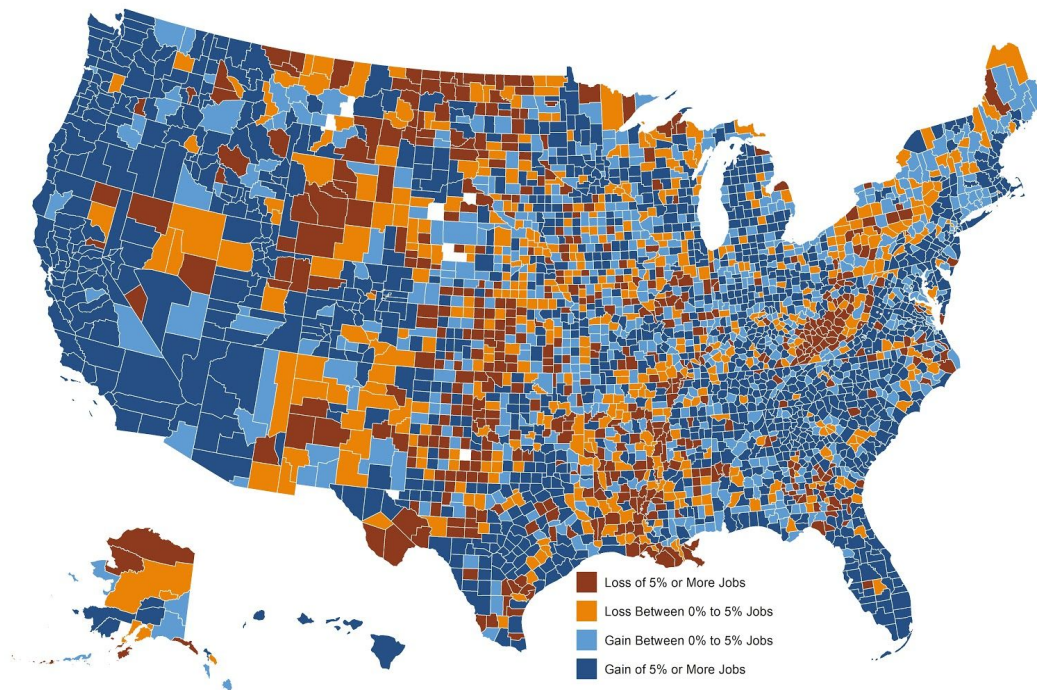 Loss of 5% or More Jobs
Loss Between 0% to 5% Jobs
Gain Between 0% to 5% Jobs
Gain of 5% or More Jobs